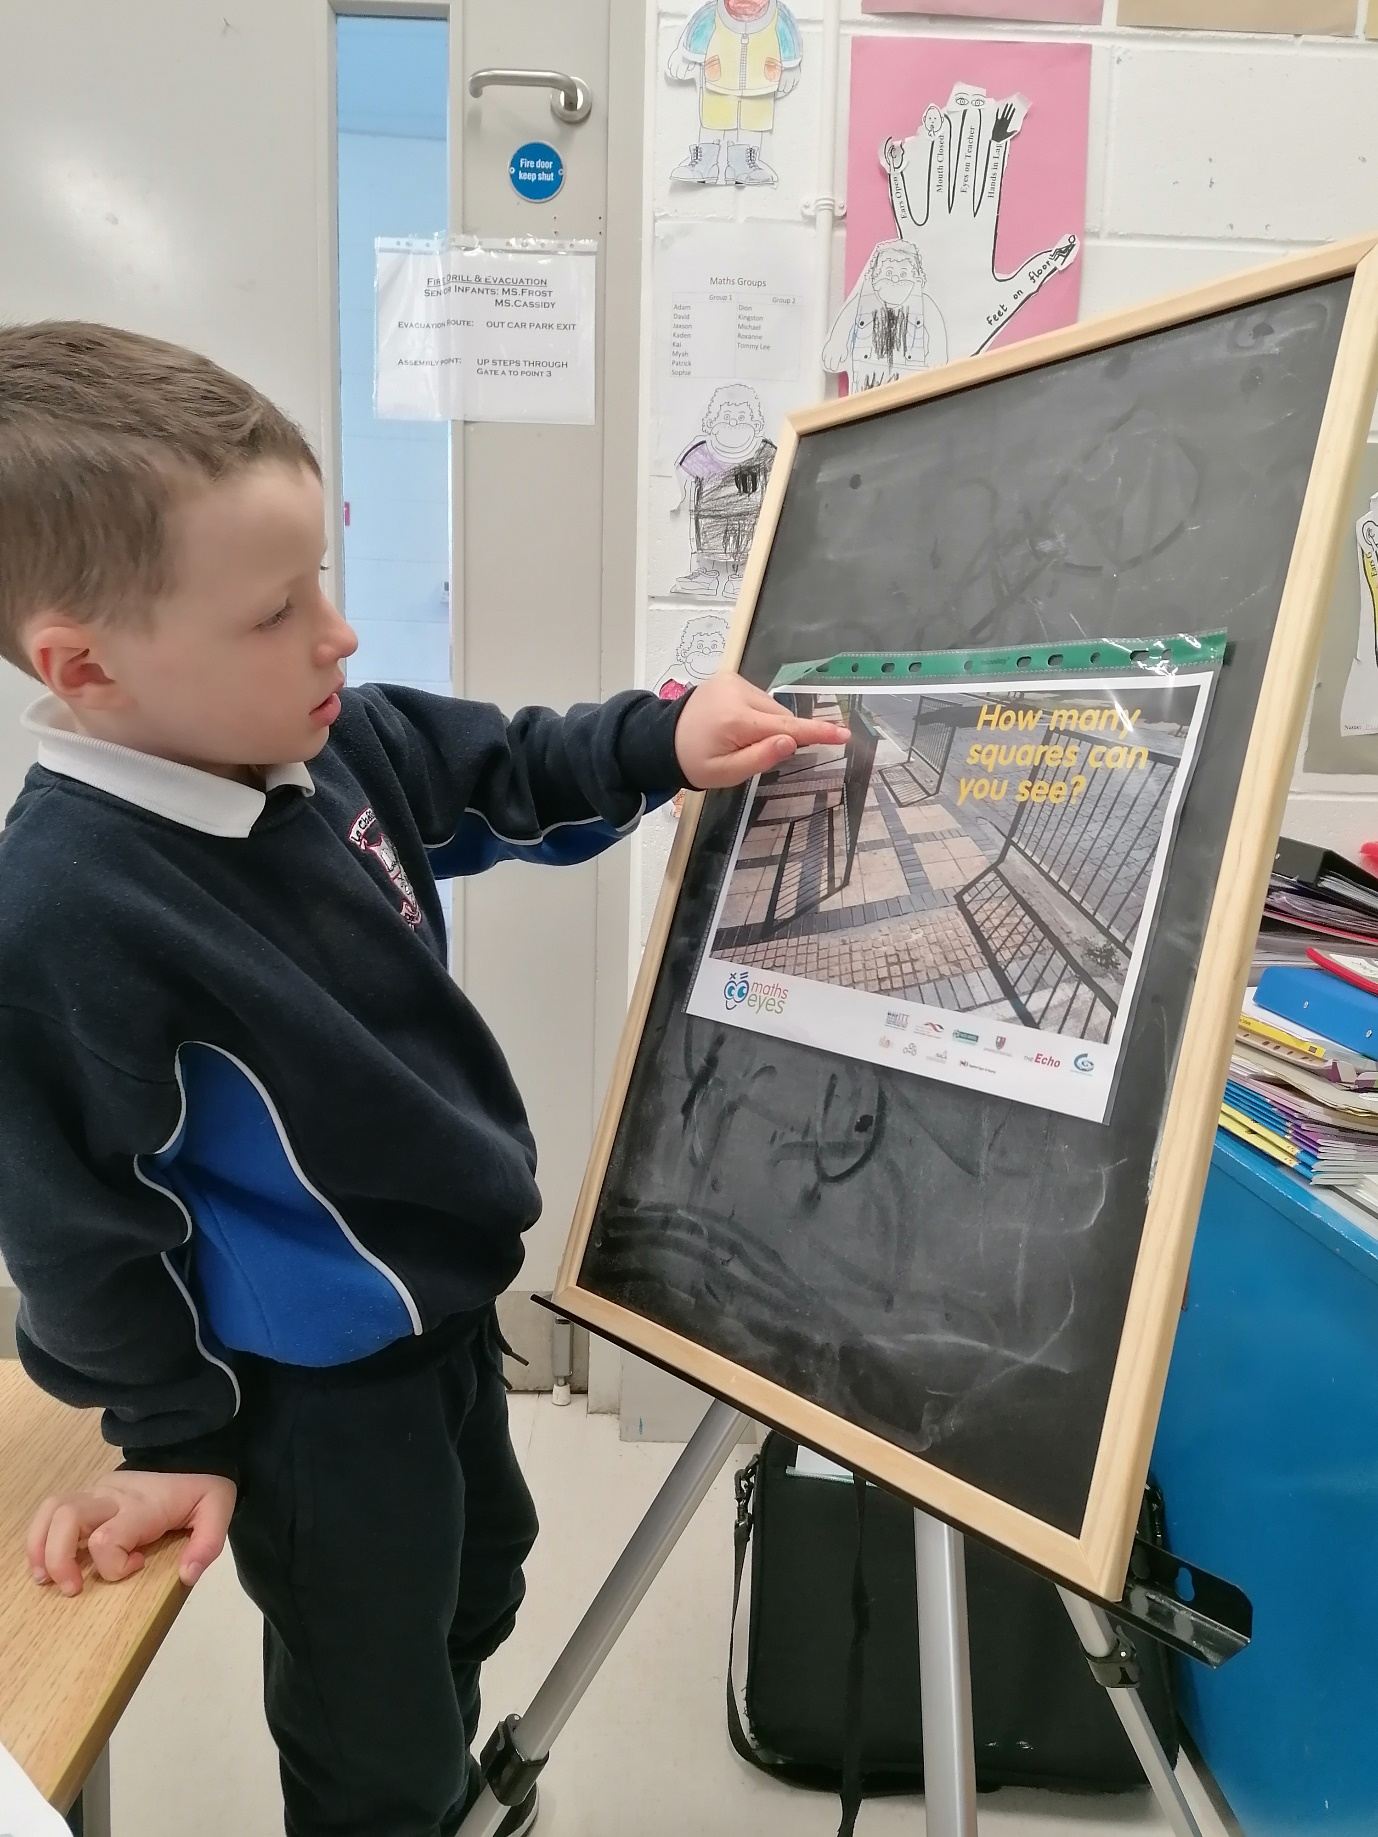 Fire door
keep shut
FIRE DRILL & EVACUATION
SENIOR INFANTS: MS.FROST
MS.CASSIDY
EVACUATION ROUTE: OUT CAR PARK EXIT
ASSEMBLY POINT: UP STEPS THROUGH
GATE A TO POINT 3
Maths Groups
Group 1 Group 2
Adam Dion
David Kingston
Jaxson Michael
Kaden Roxanne
Kai Tommy Lee
Myah
Patrick
Sophie
Ears Open
Mouth Closed
Eyes on Teacher
Hands in Lap
Feet on floor
How many
squares can
you see?
maths
eyes
THE Echo
Name: